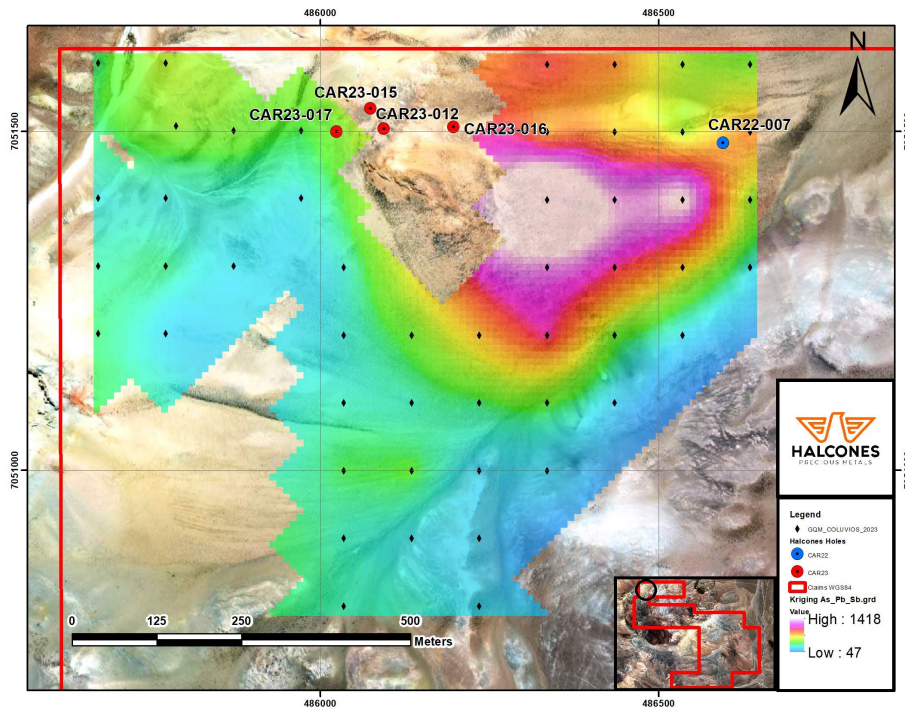 486000
486500
N
CAR23-015
CAR23-017
CAR23-012
CAR23-016
CAR22-007
7051500
7051000
HALCONES
PRECIOUS METALS
Legend
GQM_COLUVIOS_2023
Halcones Holes
CAR22
CAR23
Claims WGS84
Kriging As_Pb_Sb.grd
Value
High : 1418
Low : 47
0
125
250
500
Meters
486000
486500